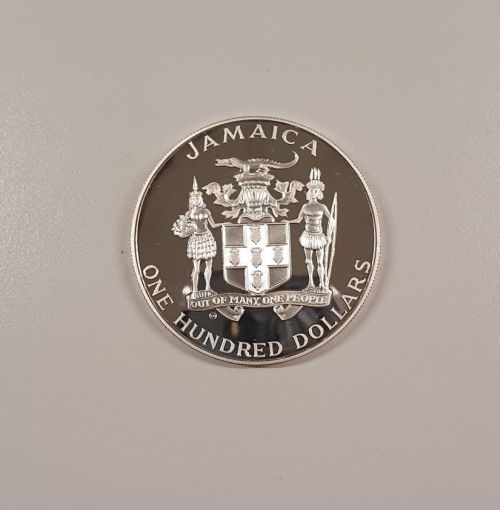 JAMAICA
OUT OF MANY, ONE PEOPLE
ONE HUNDRED DOLLARS